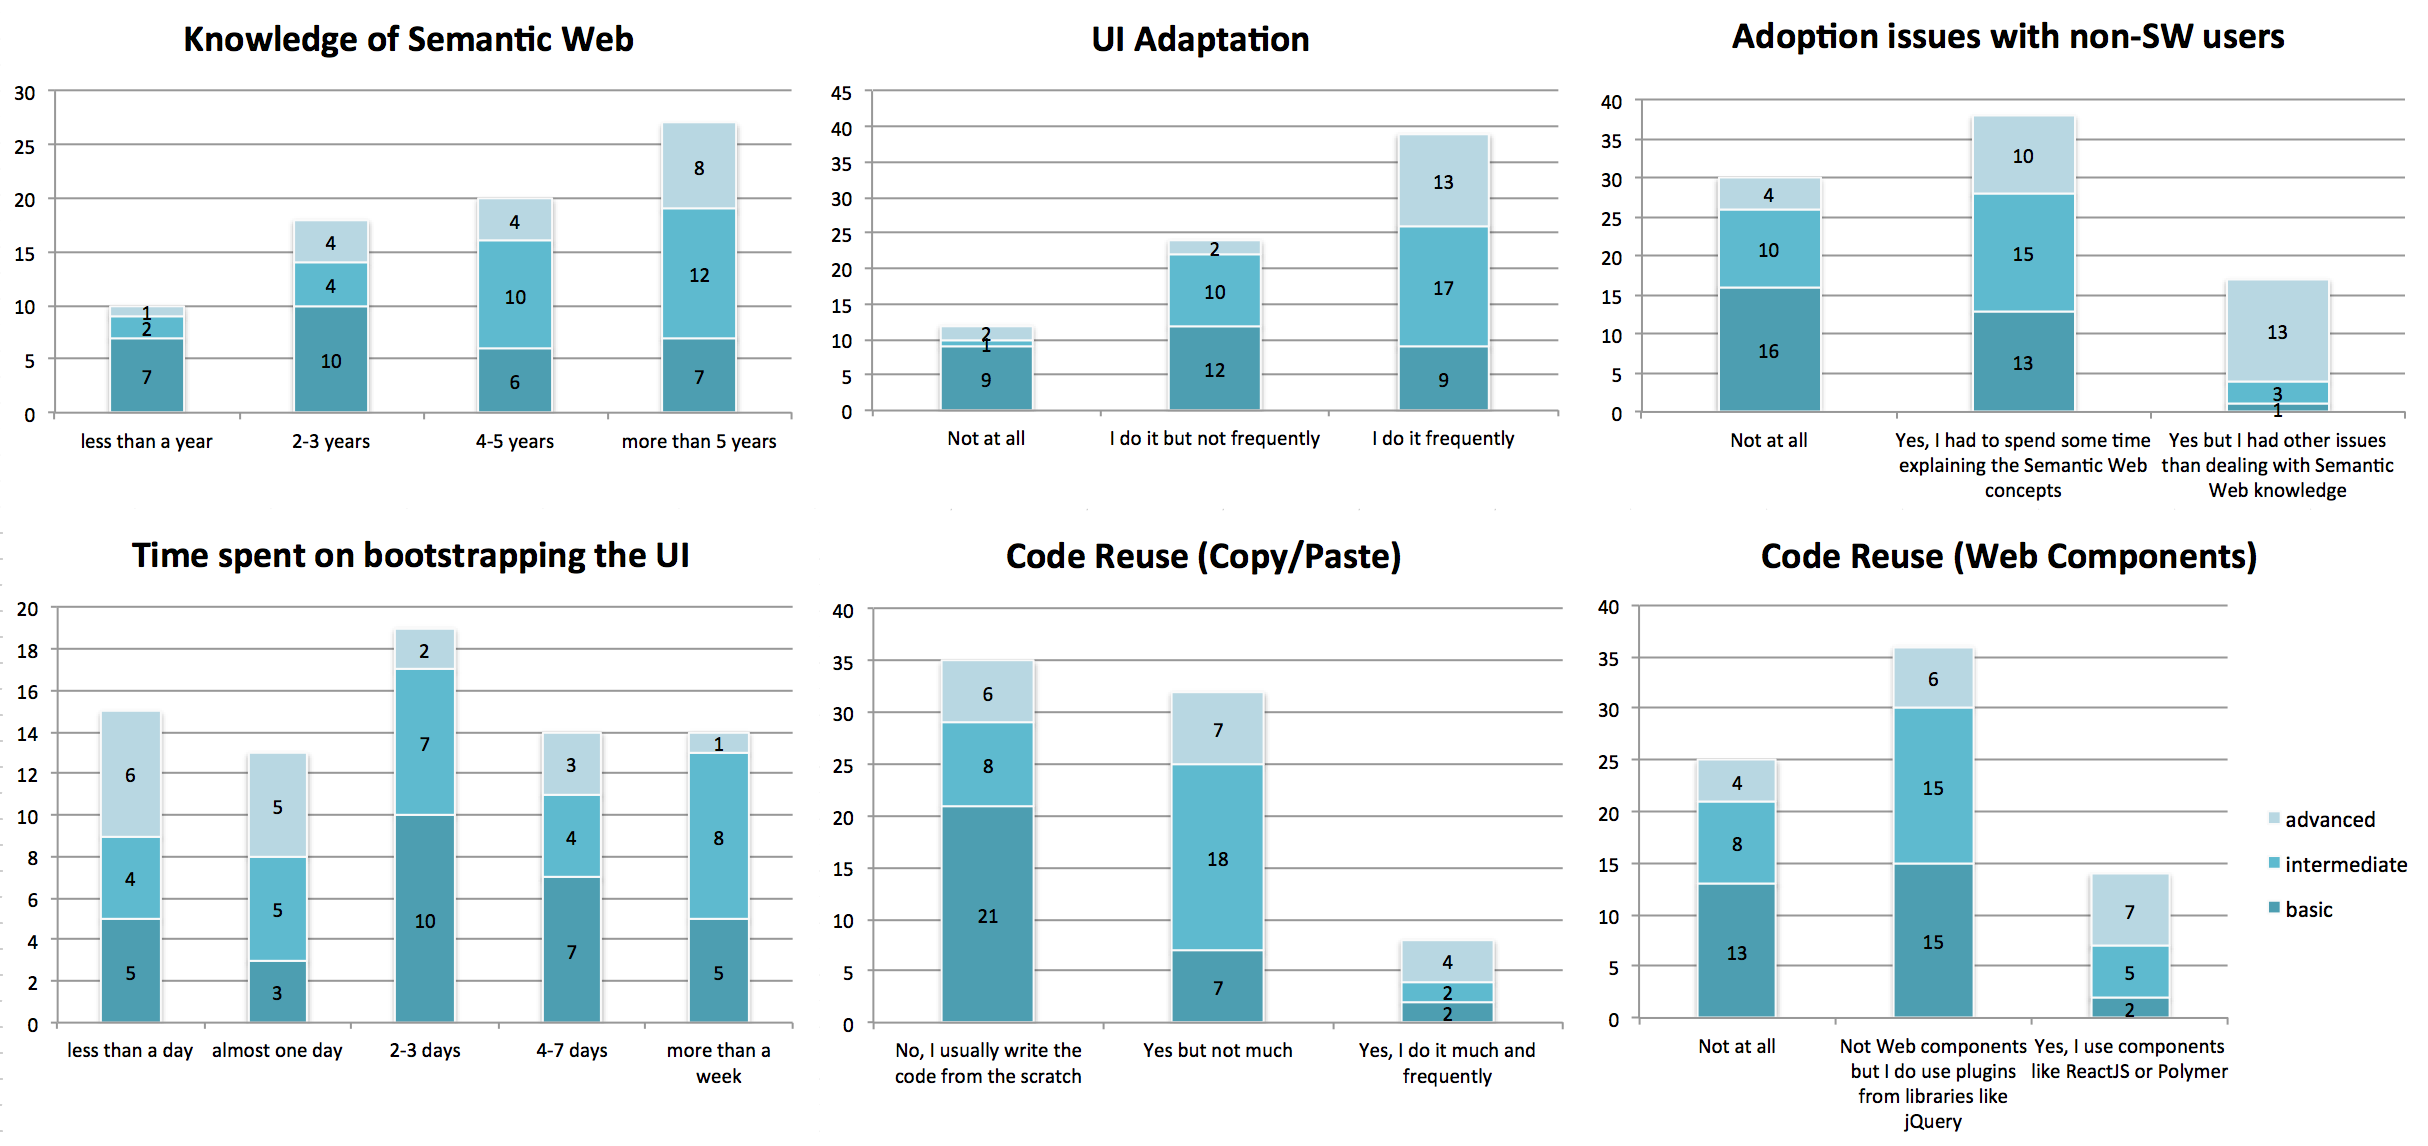 Knowledge of Semantic Web
30
25
20
15
10
5
0
1
2
7
4
4
10
4
10
6
8
12
7
less than a year
2-3 years
4-5 years
more than 5 years
UI Adaptation
45
40
35
30
25
20
15
10
5
0
2
1
9
2
10
12
13
17
9
Not at all
I do it but not frequently
I do it frequently
Adoption issues with non-SW users
40
35
30
25
20
15
10
5
0
4
10
16
10
15
13
13
3
1
Not at all
Yes, I had to spend some time
explaining the Semantic Web
concepts
Yes but I had other issues
than dealing with Semantic
Web knowledge
Time spent on bootstrapping the UI
20
18
16
14
12
10
8
6
4
2
0
6
4
5
5
5
3
2
7
10
3
4
7
1
8
5
less than a day
almost one day
2-3 days
4-7 days
more than a
week
Code Reuse (Copy/Paste)
40
35
30
25
20
15
10
5
0
6
8
21
7
18
7
4
2
2
No, I usually write the
code from the scratch
Yes but not much
Yes, I do it much and
frequently
Code Reuse (Web Components)
40
35
30
25
20
15
10
5
0
4
8
13
6
15
15
7
5
2
Not at all
Not Web components
but I do use plugins
from libraries like
jQuery
Yes, I use components
like ReactJS or Polymer
advanced
intermediate
basic